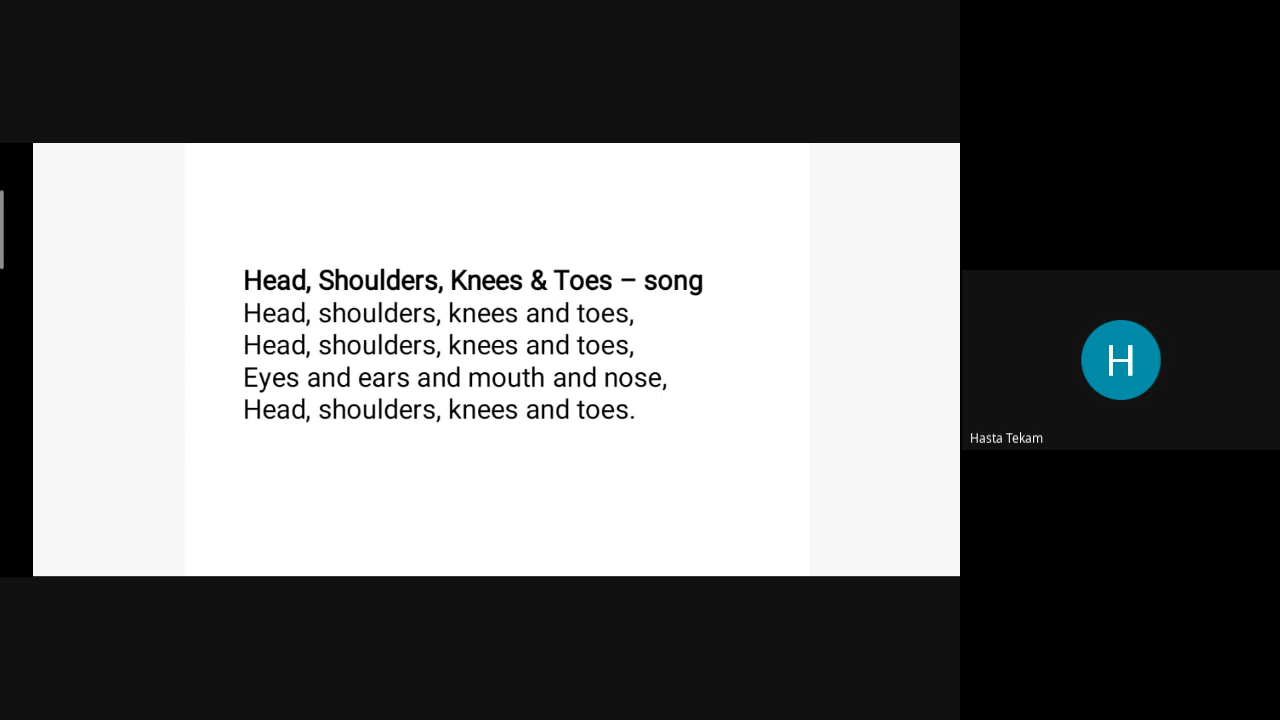 Head, Shoulders, Knees & Toes – song
Head, shoulders, knees and toes,
Head, shoulders, knees and toes,
Eyes and ears and mouth and nose,
Head, shoulders, knees and toes.
H
Hasta Tekam